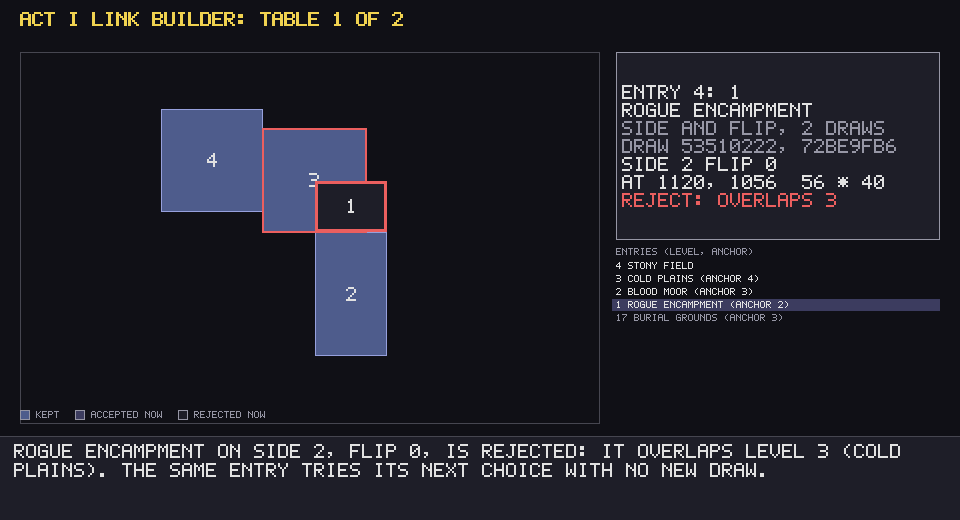 ACT I LINK BUILDER: TABLE 1 OF 2
4
3
1
2
KEPT
ACCEPTED NOW
REJECTED NOW
ENTRY 4: 1
ROGUE ENCAMPMENT
SIDE AND FLIP, 2 DRAWS
DRAW 53510222, 72BE9FB6
SIDE 2 FLIP 0
AT 1120, 1056  56 * 40
REJECT: OVERLAPS 3
ENTRIES (LEVEL, ANCHOR)
4 STONY FIELD
3 COLD PLAINS (ANCHOR 4)
2 BLOOD MOOR (ANCHOR 3)
1 ROGUE ENCAMPMENT (ANCHOR 2)
17 BURIAL GROUNDS (ANCHOR 3)
ROGUE ENCAMPMENT ON SIDE 2, FLIP 0, IS REJECTED: IT OVERLAPS LEVEL 3 (COLD
PLAINS). THE SAME ENTRY TRIES ITS NEXT CHOICE WITH NO NEW DRAW.